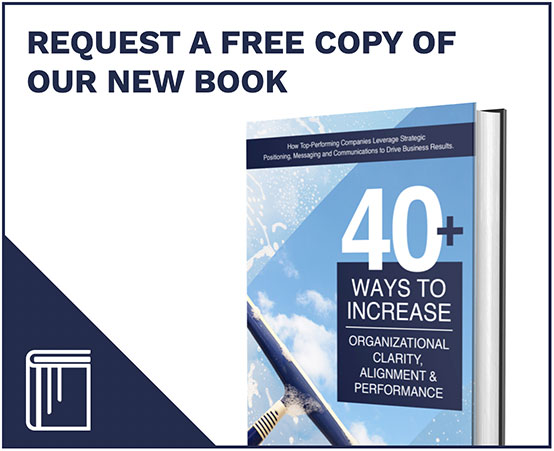 REQUEST A FREE COPY OF
OUR NEW BOOK
How Top-Performing Companies Leverage Strategic
Positioning, Messaging and Communications to Drive Business Results.
40+
WAYS TO
INCREASE
ORGANIZATIONAL
CLARITY,
ALIGNMENT &
PERFORMANCE